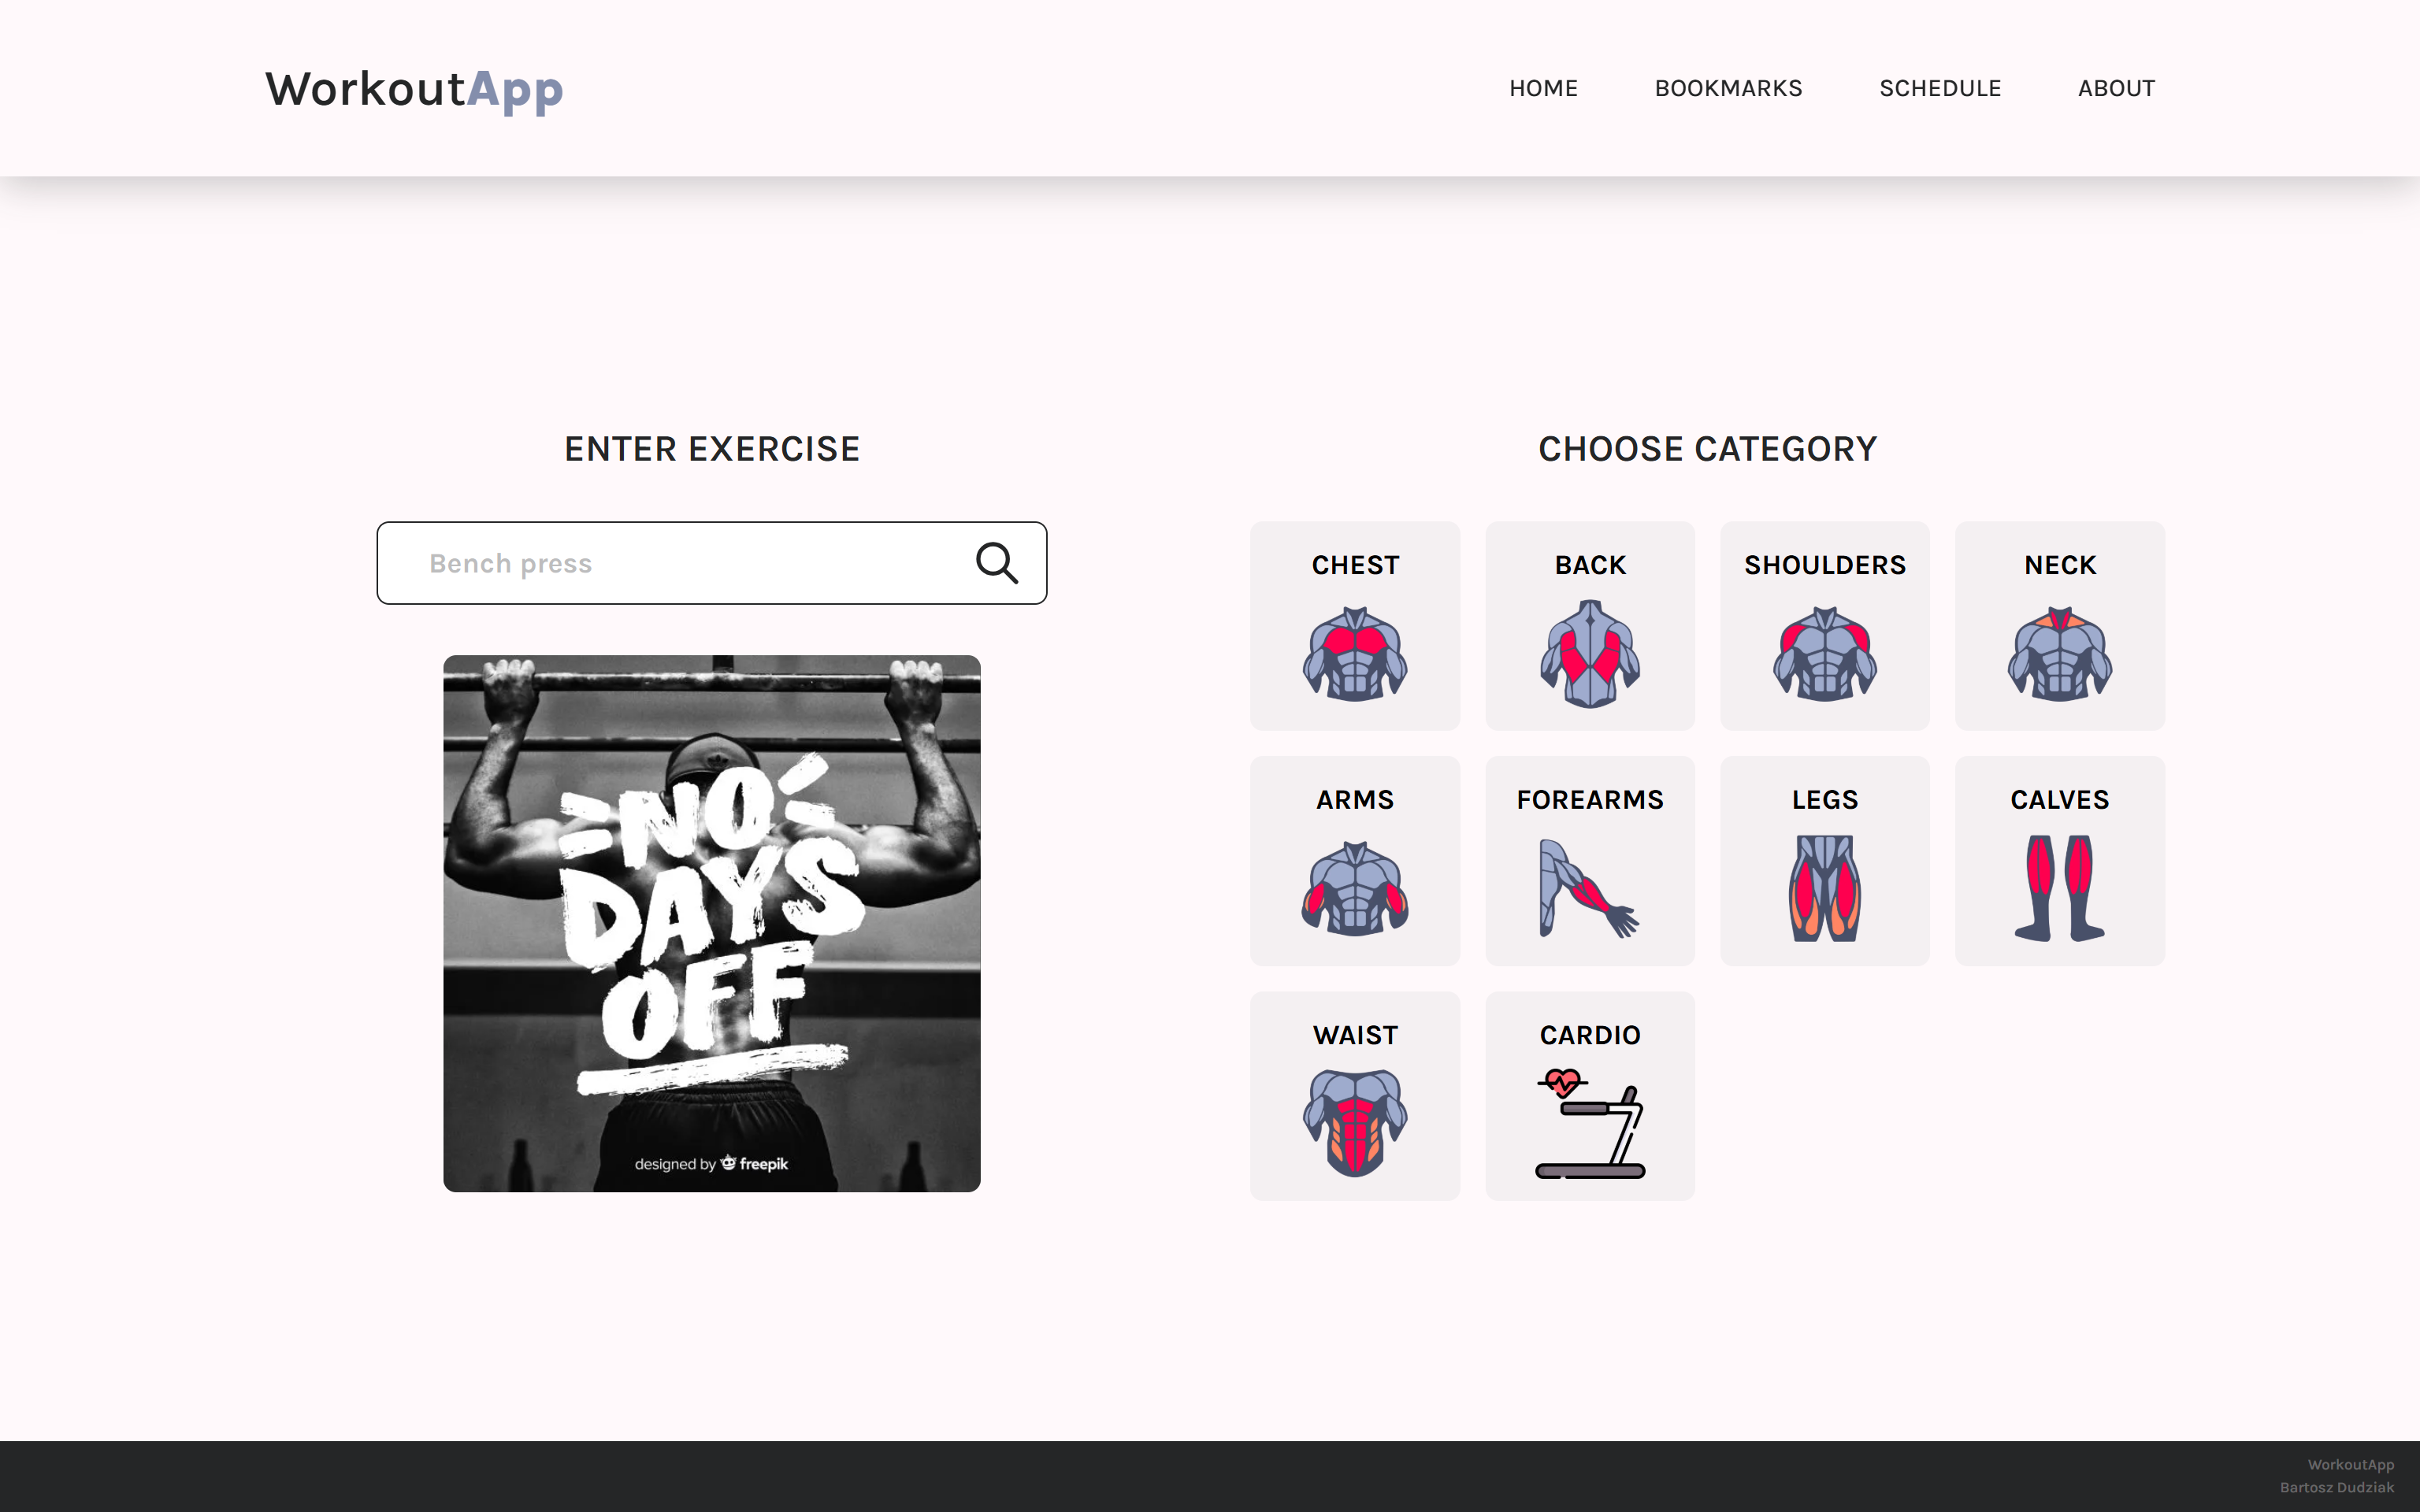 WorkoutApp
HOME BOOKMARKS SCHEDULE ABOUT
ENTER EXERCISE
Bench press
NO
DAYS
OFF
designed by freepik
CHOOSE CATEGORY
CHEST BACK SHOULDERS NECK
ARMS FOREARMS LEGS CALVES
WAIST CARDIO
WorkoutApp
Bartosz Dudziak